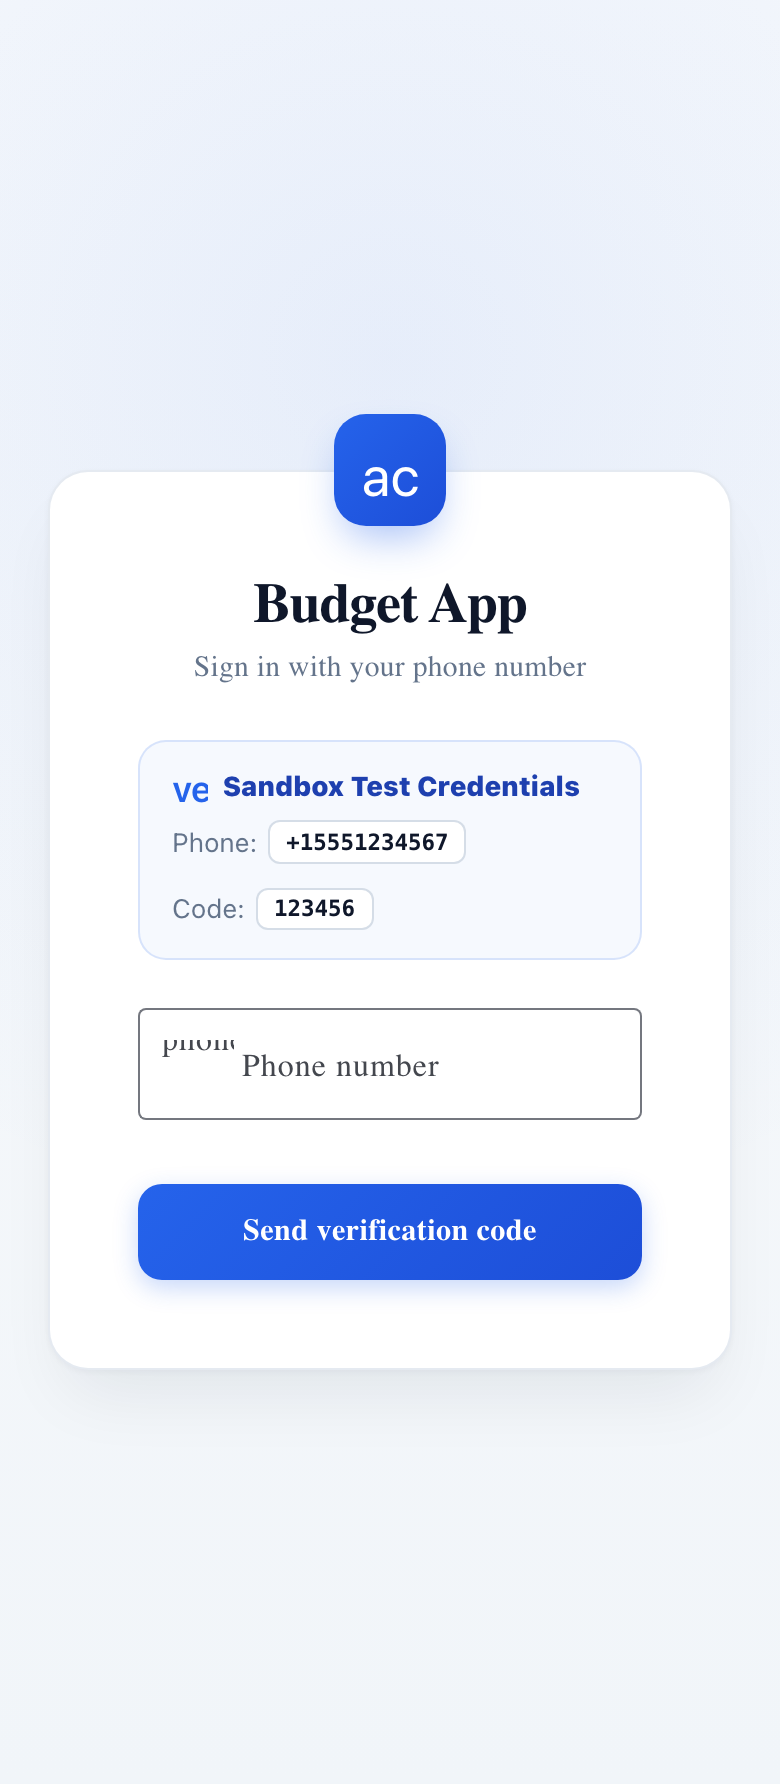 ac
Budget App
Sign in with your phone number
ve Sandbox Test Credentials
Phone: +15551234567
Code: 123456
phone
Phone number
Send verification code